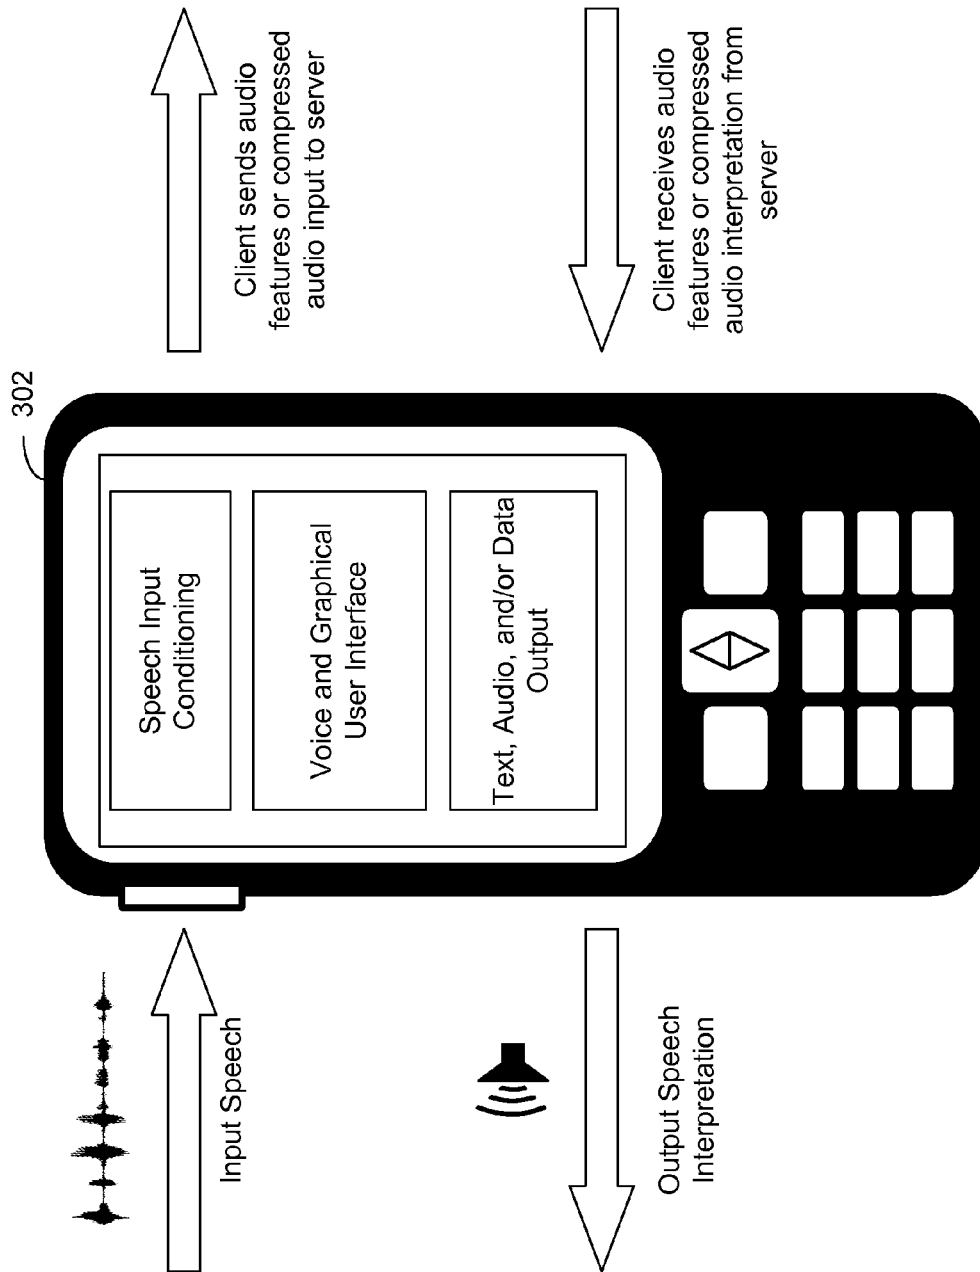 302
Input Speech
Speech Input
Conditioning
Client sends audio
features or compressed
audio input to server
Voice and Graphical
User Interface
Text, Audio, and/or Data
Output
Output Speech
Interpretation
Client receives audio
features or compressed
audio interpretation from
server